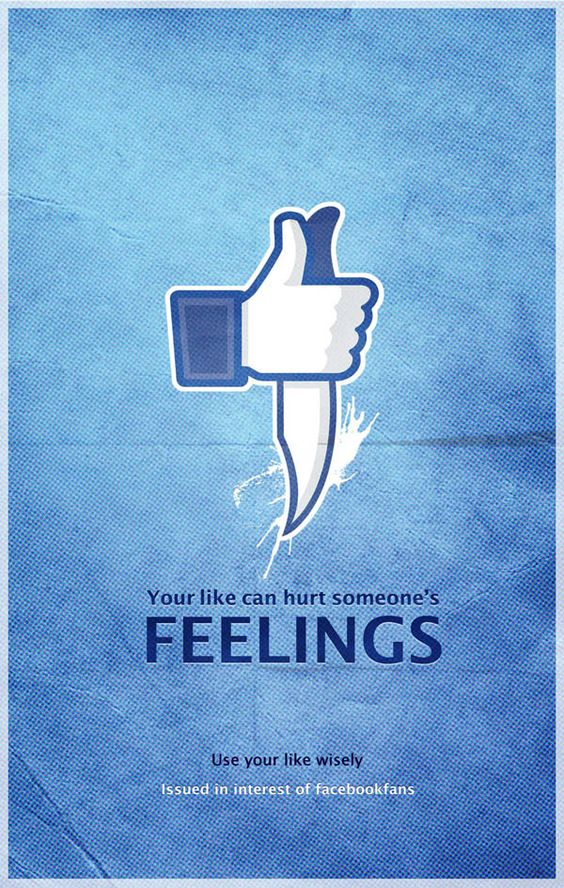 Your like can hurt someone's
FEELINGS
Use your like wisely
Issued in interest of facebookfans